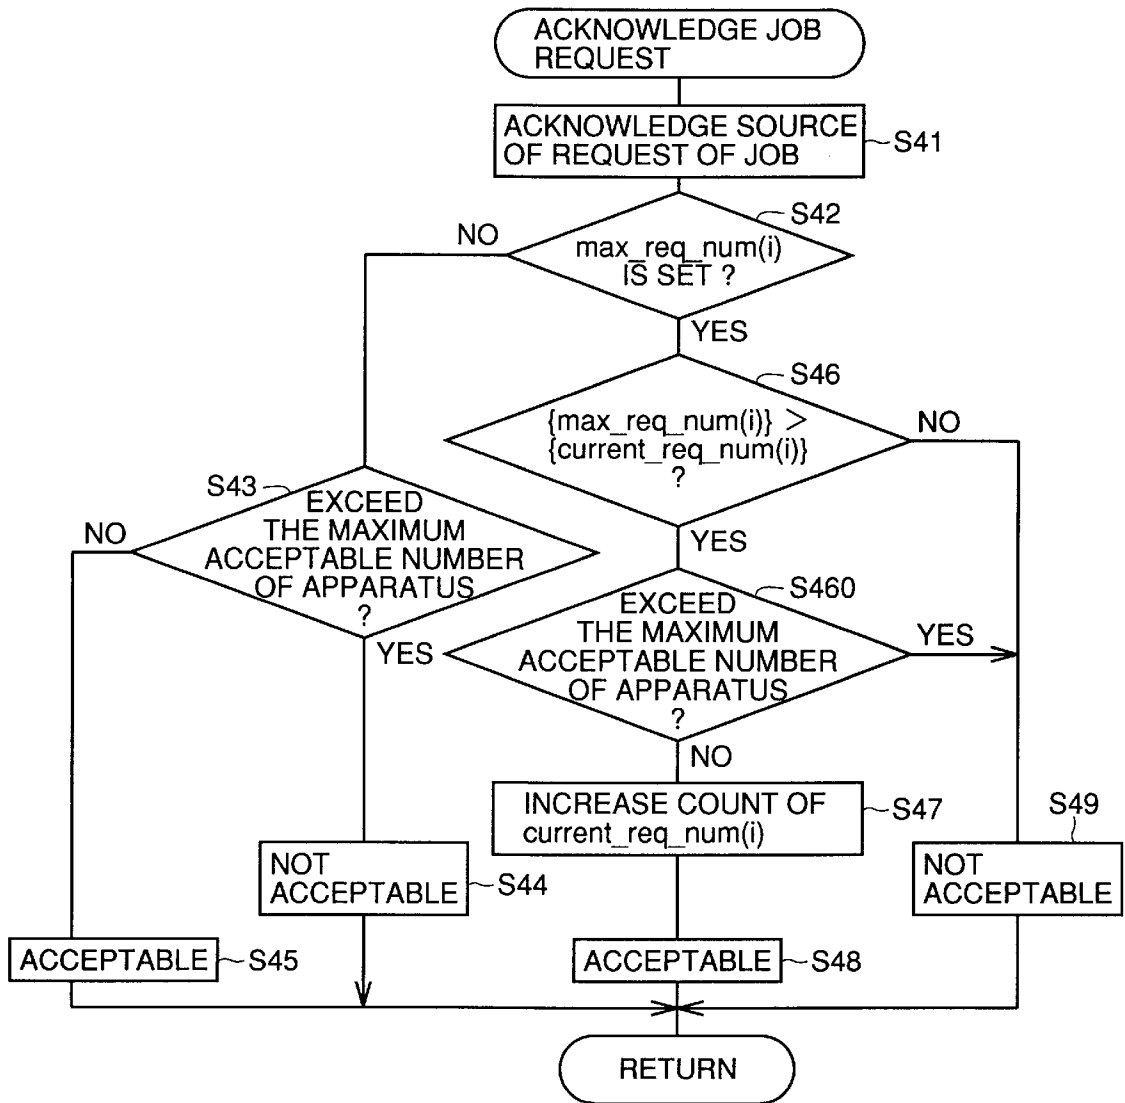 ACKNOWLEDGE JOB
REQUEST
ACKNOWLEDGE SOURCE
OF REQUEST OF JOB
S41
S42
NO
max_req_num(i)
IS SET ?
YES
S46
{max_req_num(i)} >
{current_req_num(i)}
?
NO
S43
EXCEED
THE MAXIMUM
ACCEPTABLE NUMBER
OF APPARATUS
?
NO
YES
YES
S460
EXCEED
THE MAXIMUM
ACCEPTABLE NUMBER
OF APPARATUS
?
YES
NO
INCREASE COUNT OF
current_req_num(i)
S47
S49
NOT
ACCEPTABLE
S44
NOT
ACCEPTABLE
ACCEPTABLE
S45
ACCEPTABLE
S48
RETURN